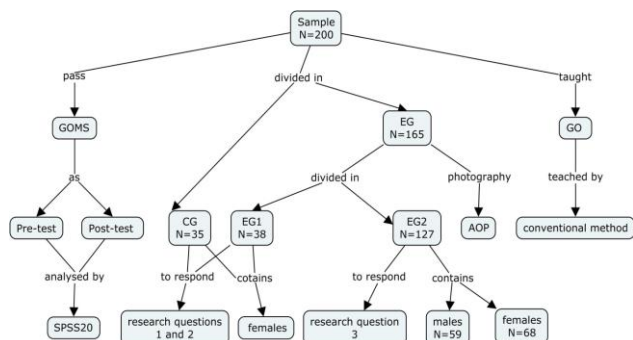 Sample
N=200
pass
divided in
taught
GOMS
EG
N=165
GO
as
divided in
photography
teached by
Pre-test
Post-test
CG
N=35
EG1
N=38
EG2
N=127
AOP
conventional method
analysed by
to respond
cotains
to respond
contains
SPSS20
research questions
1 and 2
females
research question
3
males
N=59
females
N=68